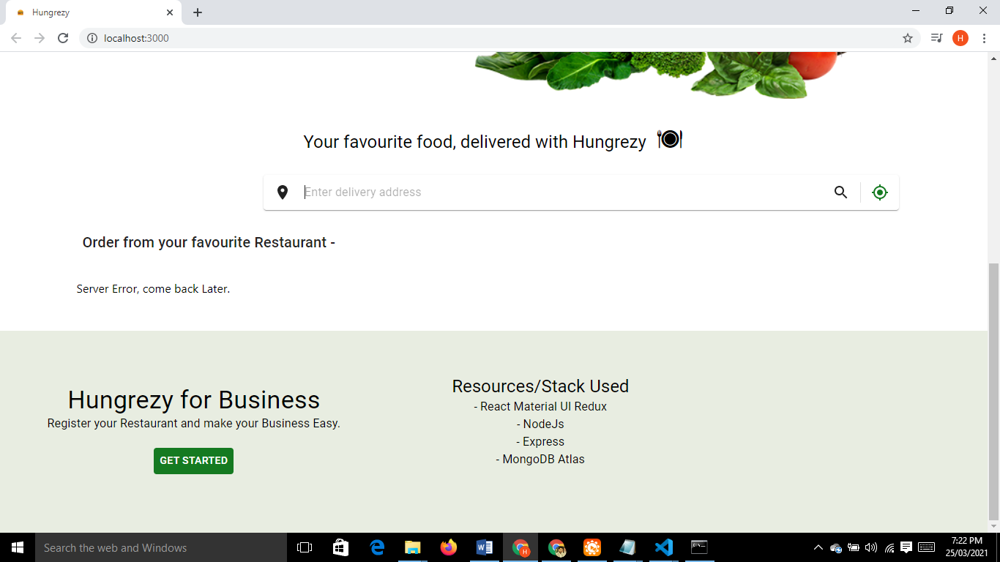 Hungrezy
localhost:3000
H
Your favourite food, delivered with Hungrezy
Enter delivery address
Order from your favourite Restaurant -
Server Error, come back Later.
Hungrezy for Business
Register your Restaurant and make your Business Easy.
GET STARTED
Resources/Stack Used
- React Material UI Redux
- NodeJs
- Express
- MongoDB Atlas
Search the web and Windows
7:22 PM
25/03/2021